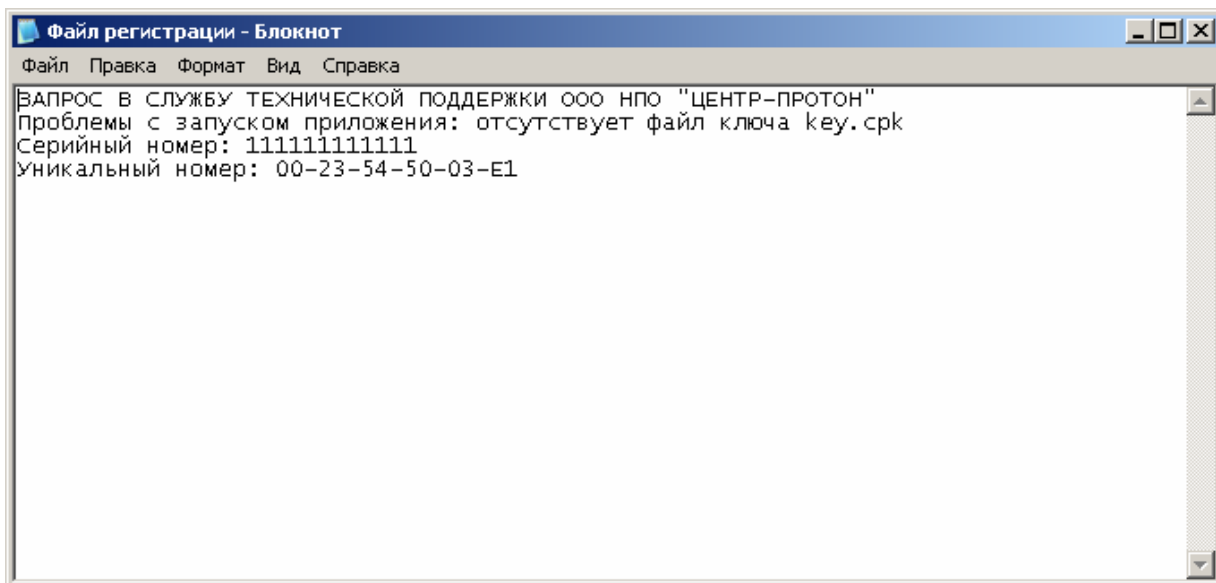 Файл регистрации - Блокнот
Файл Правка Формат Вид Справка
ЗАПРОС В СЛУЖБУ ТЕХНИЧЕСКОЙ ПОДДЕРЖКИ ООО НПО "ЦЕНТР-ПРОТОН"
Проблемы с запуском приложения: отсутствует файл ключа key.cpk
Серийный номер: 111111111111
Уникальный номер: 00-23-54-50-03-E1